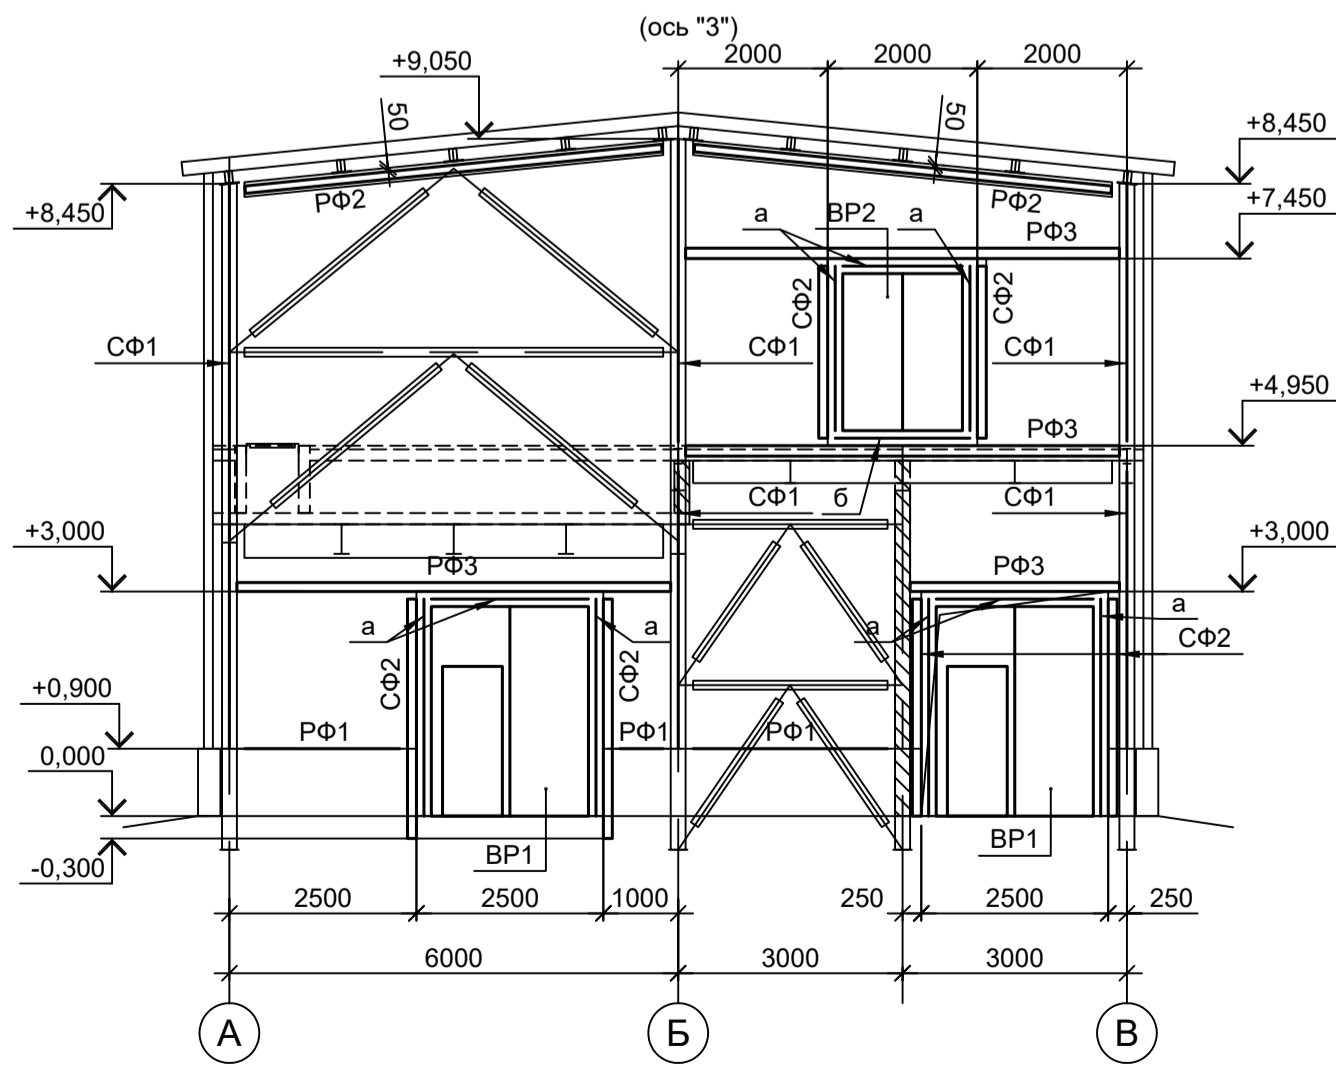 (ось "3")
2000 2000 2000
+9,050
50 50
+8,450
+8,450
+7,450
РФ2 РФ2
а ВР2 а
РФ3
СФ2 СФ2
СФ1 СФ1 СФ1
+4,950
РФ3
СФ1 б СФ1
+3,000 +3,000
РФ3 РФ3
а а а а
СФ2 СФ2 СФ2
+0,900
РФ1 РФ1 РФ1
0,000
ВР1 ВР1
-0,300
2500 2500 1000 250 2500 250
6000 3000 3000
А Б В